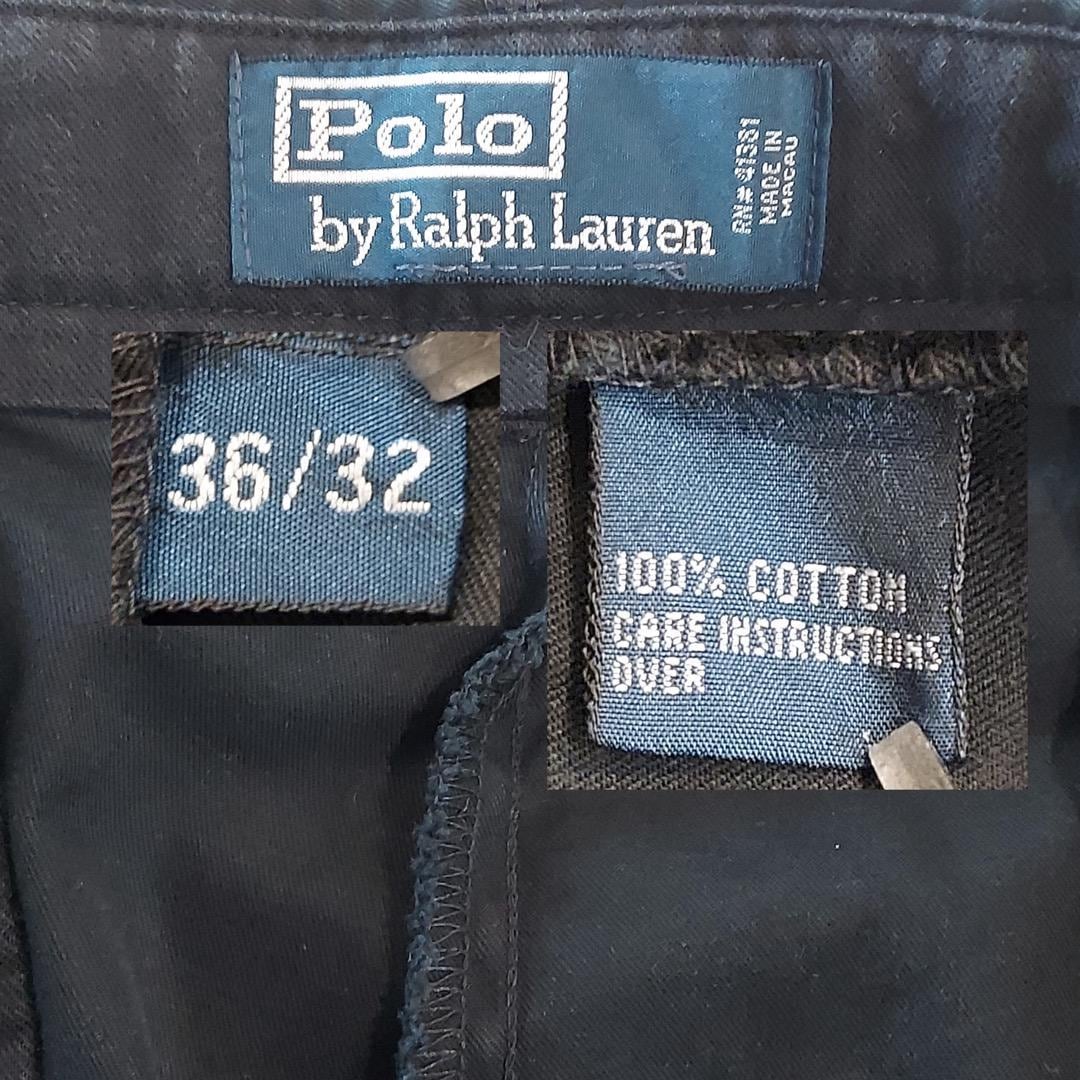 Polo
by Ralph Lauren
RN# 41381
MADE IN
MACAU
36/32
100% COTTON
CARE INSTRUCTIONS
OVER